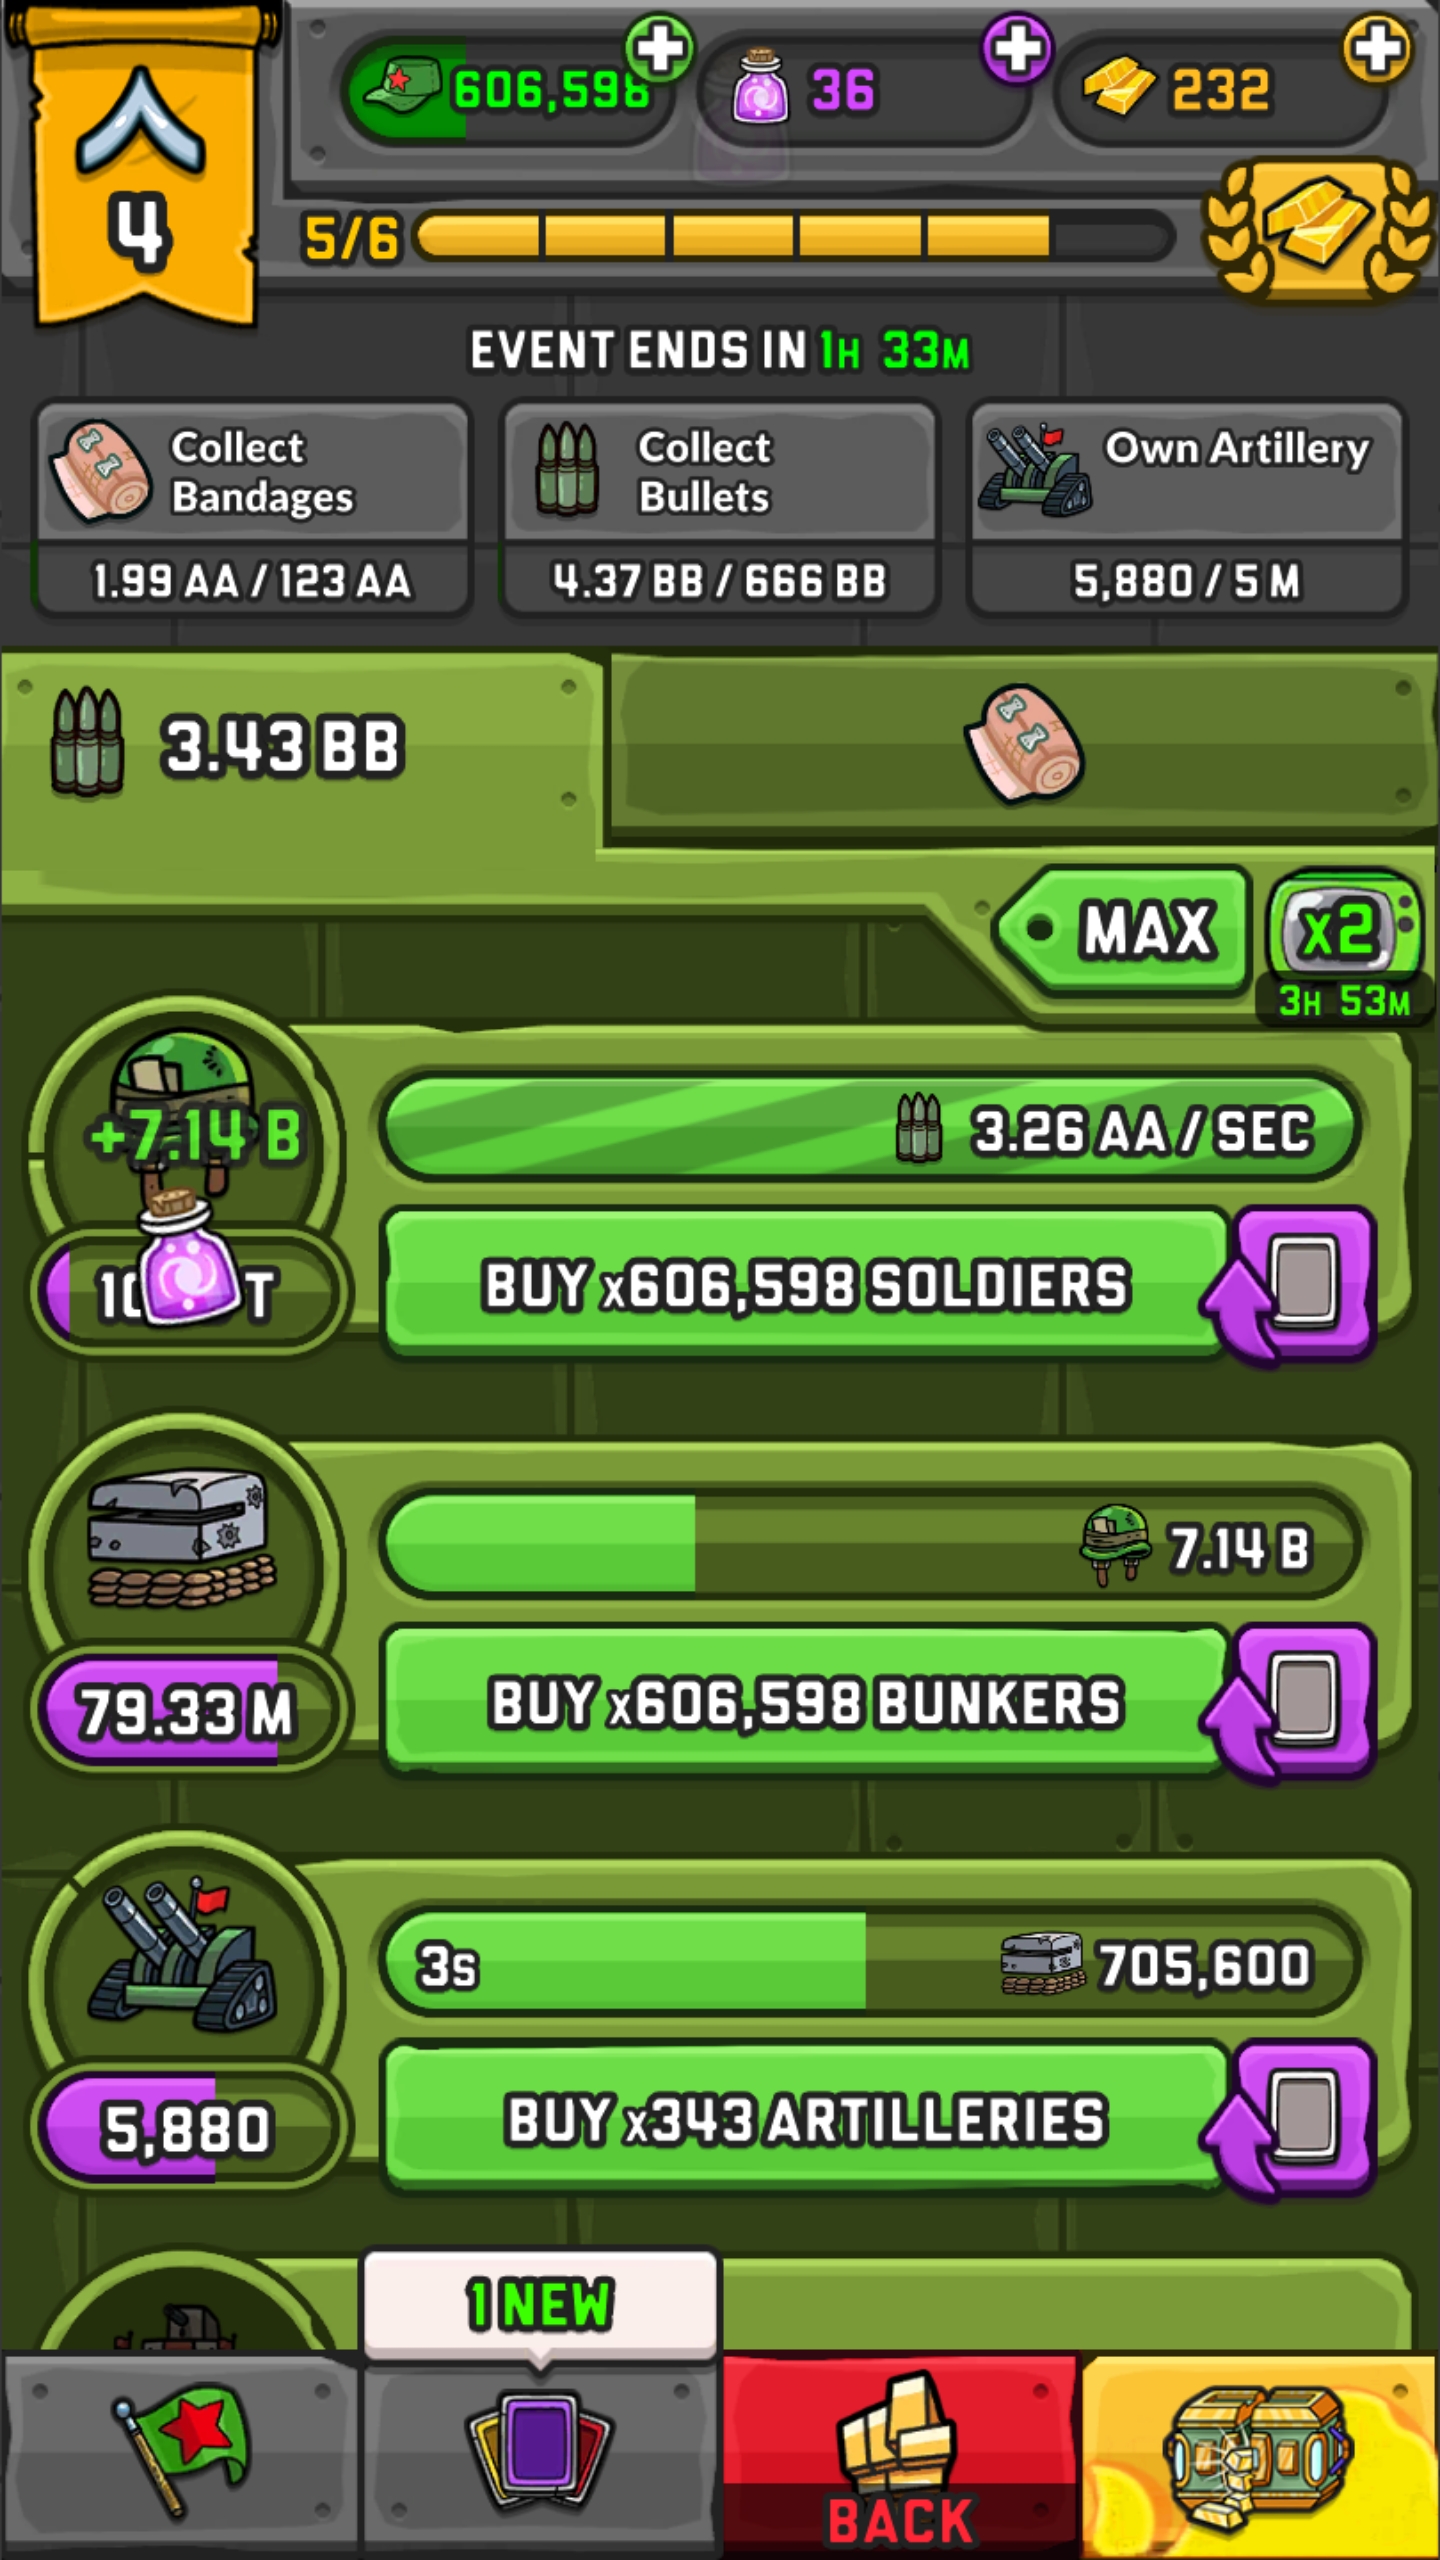 606,598
36
232
4
5/6
EVENT ENDS IN 1H 33M
Collect
Bandages
1.99 AA / 123 AA
Collect
Bullets
4.37 BB / 666 BB
Own Artillery
5,880 / 5 M
3.43 BB
MAX
x2
3H 53M
+7.14 B
3.26 AA / SEC
T
BUY x606,598 SOLDIERS
7.14 B
79.33 M
BUY x606,598 BUNKERS
3s
705,600
5,880
BUY x343 ARTILLERIES
1 NEW
BACK